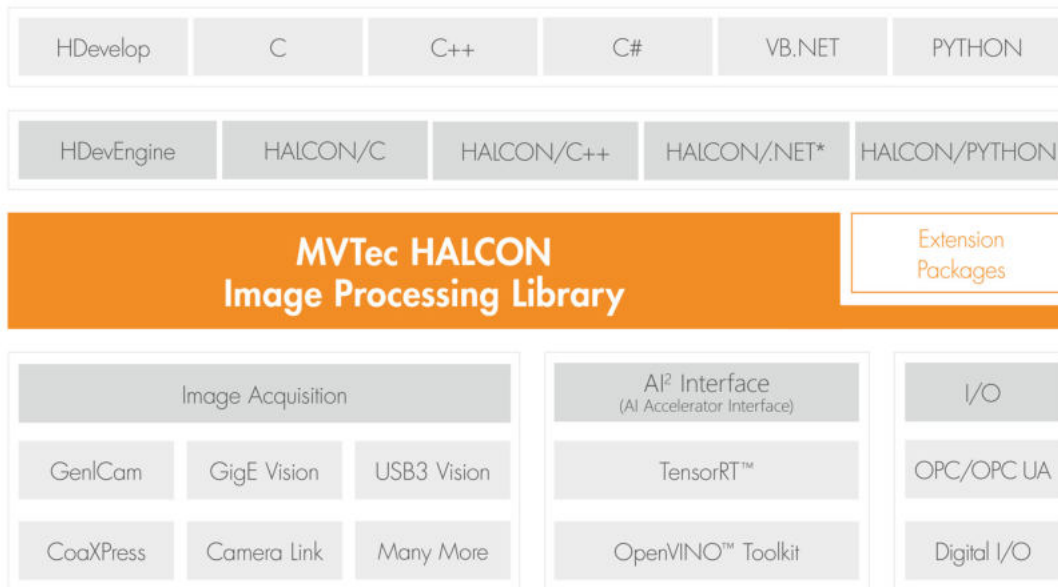 HDevelop
C
C++
C#
VB.NET
PYTHON
HDevEngine
HALCON/C
HALCON/C++
HALCON/.NET*
HALCON/PYTHON
MVTec HALCON
Image Processing Library
Extension
Packages
Image Acquisition
GenICam
GigE Vision
USB3 Vision
CoaXPress
Camera Link
Many More
AI² Interface
(AI Accelerator Interface)
TensorRT™
OpenVINO™ Toolkit
I/O
OPC/OPC UA
Digital I/O